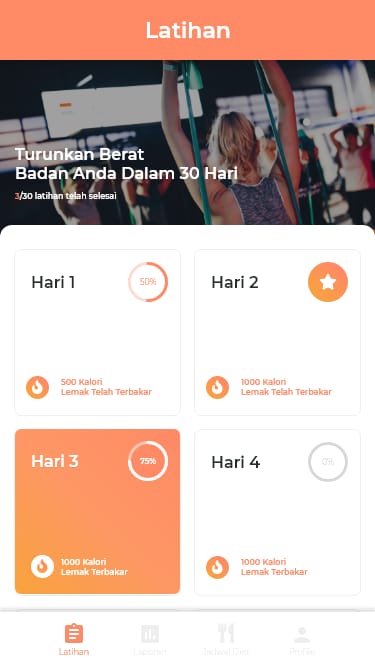 Latihan
Turunkan Berat
Badan Anda Dalam 30 Hari
3/30 latihan telah selesai
Hari 1
50%
Hari 2
500 Kalori
Lemak Telah Terbakar
1000 Kalori
Lemak Telah Terbakar
Hari 3
75%
Hari 4
0%
1000 Kalori
Lemak Terbakar
1000 Kalori
Lemak Terbakar
Latihan
Laporan
Jadwal Diet
Profile